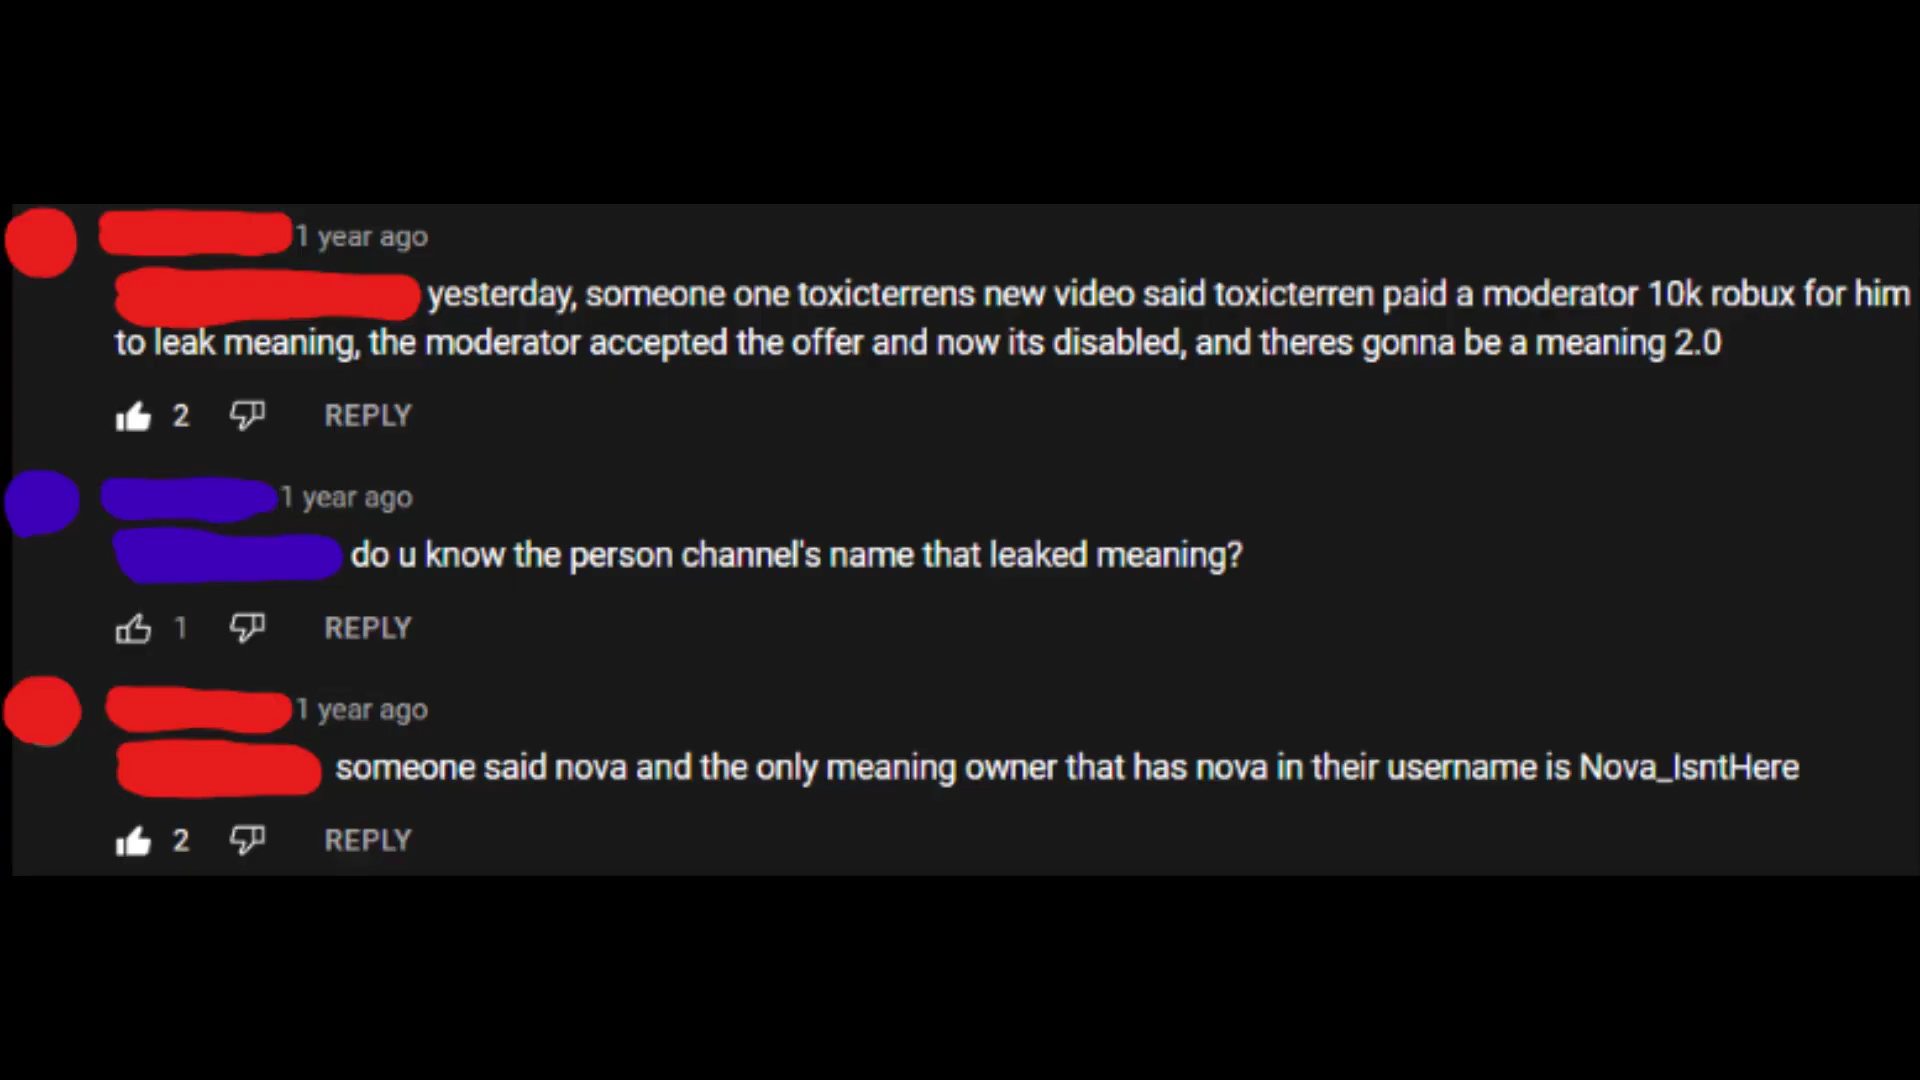 1 year ago
yesterday, someone one toxicterrens new video said toxicterren paid a moderator 10k robux for him
to leak meaning, the moderator accepted the offer and now its disabled, and theres gonna be a meaning 2.0
2 REPLY
1 year ago
do u know the person channel's name that leaked meaning?
1 REPLY
1 year ago
someone said nova and the only meaning owner that has nova in their username is Nova_IsntHere
2 REPLY